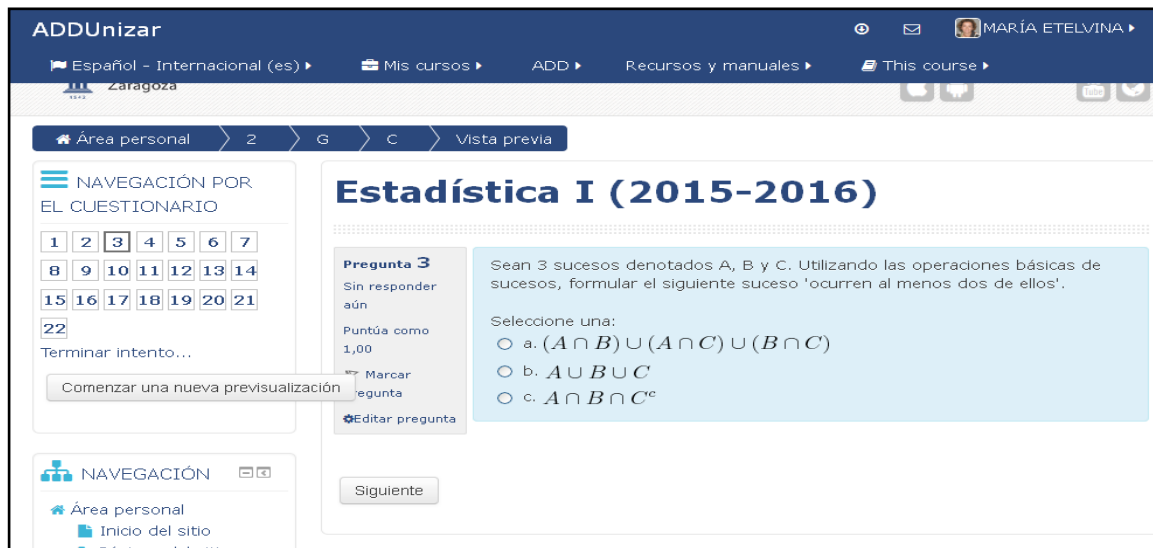 ADDUnizar
MARÍA ETELVINA
Español - Internacional (es)
Mis cursos
ADD
Recursos y manuales
This course
Zaragoza
1542
Tube
Área personal
2
G
C
Vista previa
NAVEGACIÓN POR
EL CUESTIONARIO
1 2 3 4 5 6 7
8 9 10 11 12 13 14
15 16 17 18 19 20 21
22
Terminar intento...
Comenzar una nueva previsualización
NAVEGACIÓN
Área personal
Inicio del sitio
Estadística I (2015-2016)
Pregunta 3
Sin responder
aún
Puntúa como
1,00
Marcar
pregunta
Editar pregunta
Sean 3 sucesos denotados A, B y C. Utilizando las operaciones básicas de
sucesos, formular el siguiente suceso 'ocurren al menos dos de ellos'.
Seleccione una:
a. (A ∩ B) ∪ (A ∩ C) ∪ (B ∩ C)
b. A ∪ B ∪ C
c. A ∩ B ∩ Cᶜ
Siguiente